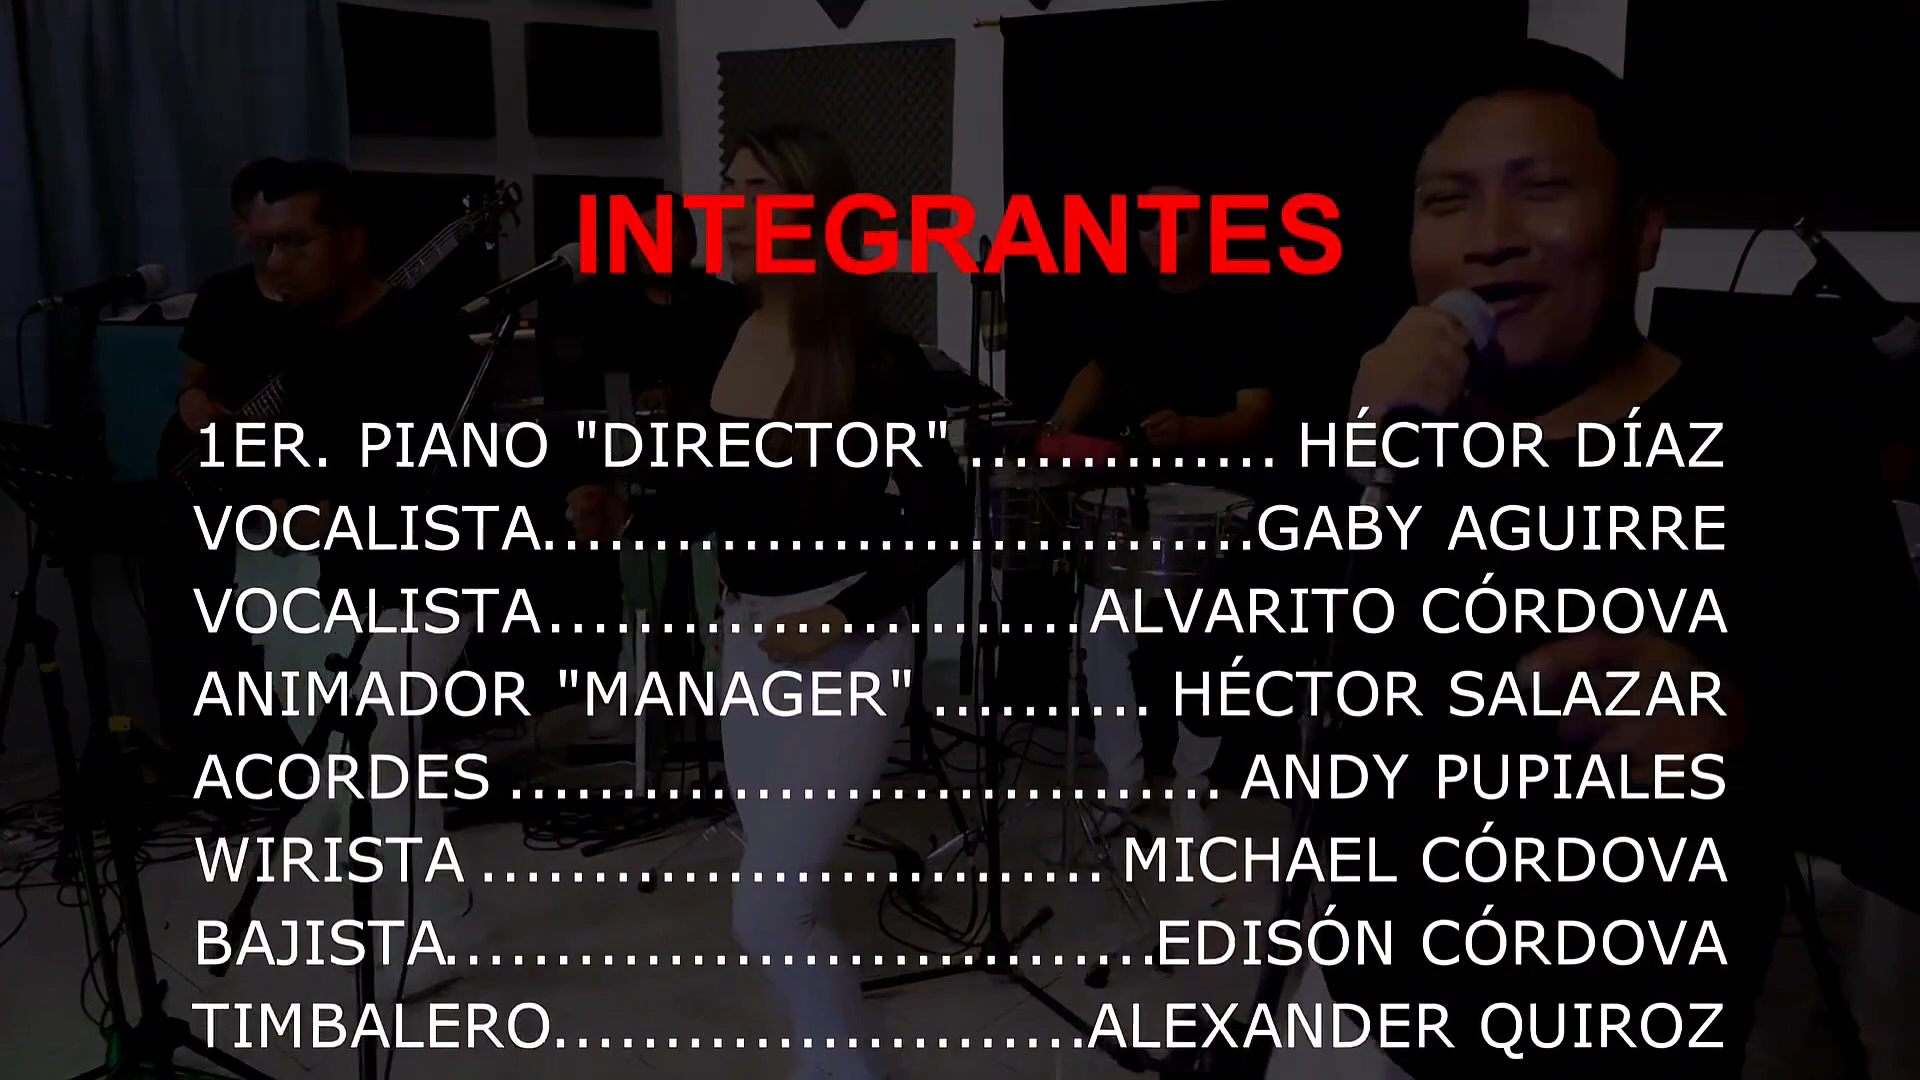 INTEGRANTES
1ER. PIANO "DIRECTOR" .............. HÉCTOR DÍAZ
VOCALISTA................................GABY AGUIRRE
VOCALISTA........................ALVARITO CÓRDOVA
ANIMADOR "MANAGER" .......... HÉCTOR SALAZAR
ACORDES ................................ ANDY PUPIALES
WIRISTA ............................ MICHAEL CÓRDOVA
BAJISTA................................EDISÓN CÓRDOVA
TIMBALERO........................ALEXANDER QUIROZ